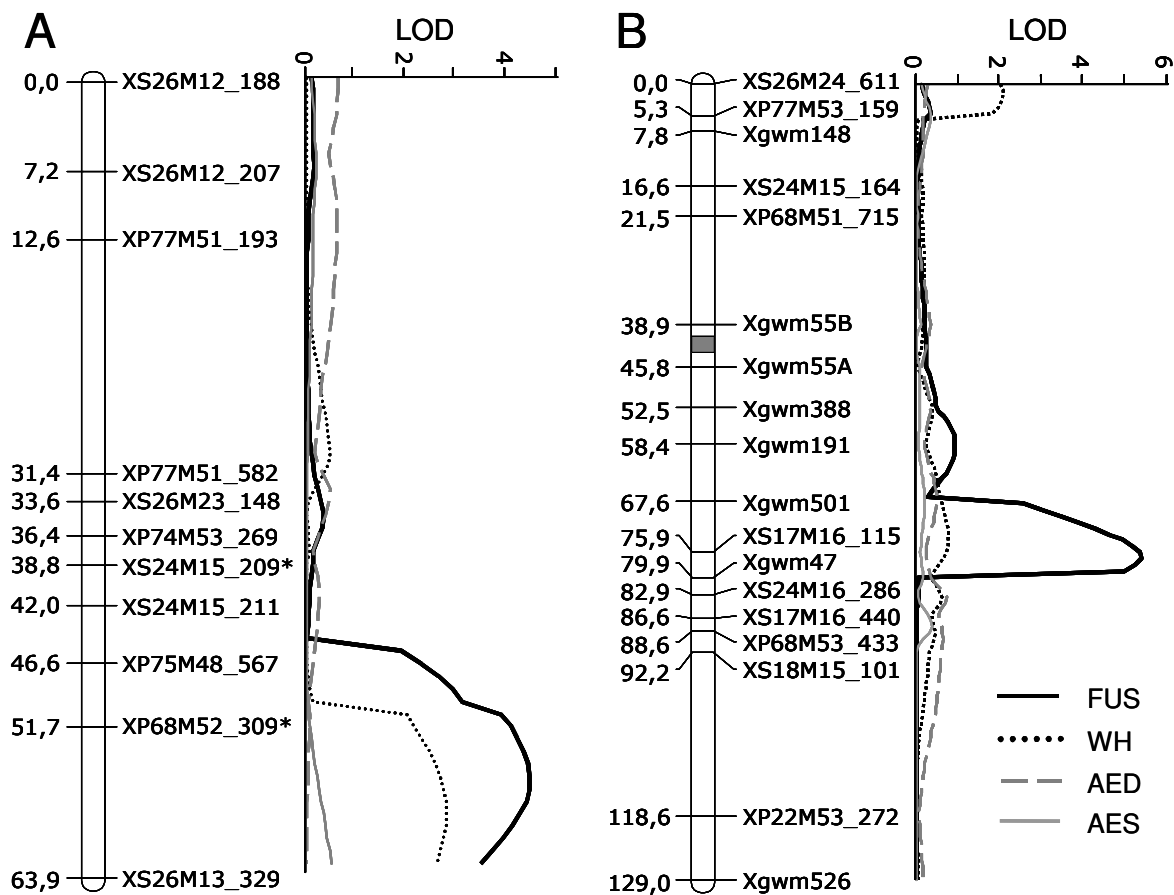 A
LOD
0 2 4
0,0 XS26M12_188
7,2 XS26M12_207
12,6 XP77M51_193
31,4 XP77M51_582
33,6 XS26M23_148
36,4 XP74M53_269
38,8 XS24M15_209*
42,0 XS24M15_211
46,6 XP75M48_567
51,7 XP68M52_309*
63,9 XS26M13_329
B
LOD
0 2 4 6
0,0 XS26M24_611
5,3 XP77M53_159
7,8 Xgwm148
16,6 XS24M15_164
21,5 XP68M51_715
38,9 Xgwm55B
45,8 Xgwm55A
52,5 Xgwm388
58,4 Xgwm191
67,6 Xgwm501
75,9 XS17M16_115
79,9 Xgwm47
82,9 XS24M16_286
86,6 XS17M16_440
88,6 XP68M53_433
92,2 XS18M15_101
118,6 XP22M53_272
129,0 Xgwm526
FUS
WH
AED
AES